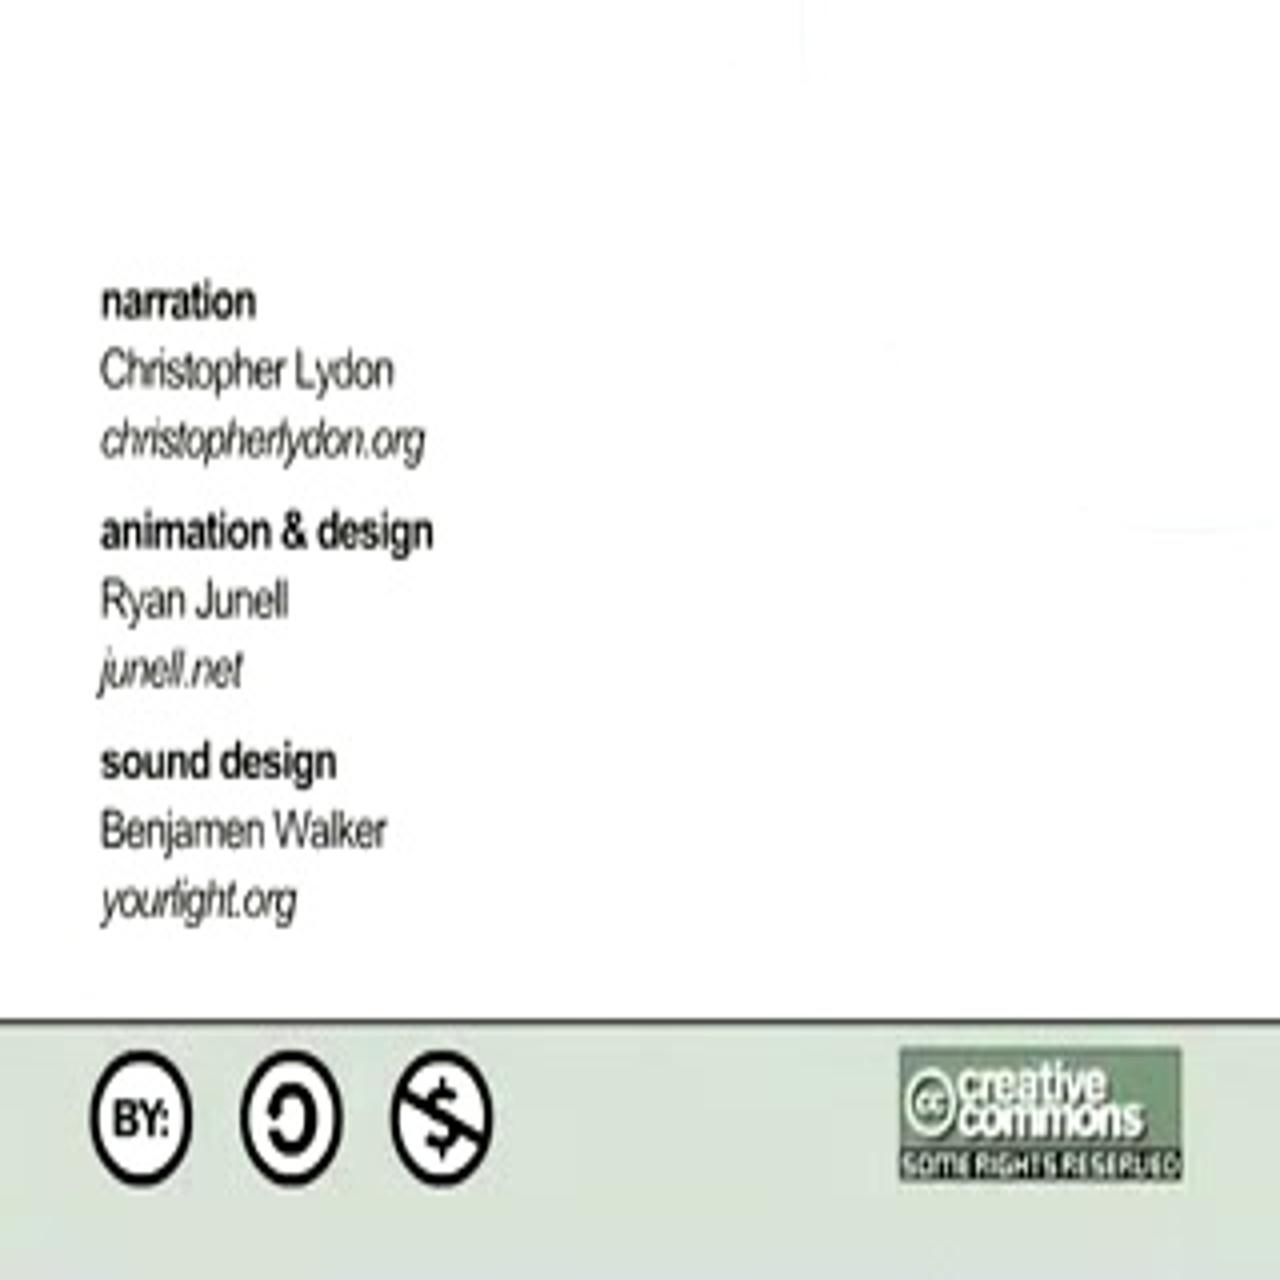 narration
Christopher Lydon
christopherlydon.org
animation & design
Ryan Junell
junell.net
sound design
Benjamen Walker
yourlight.org
BY:
cc creative commons
SOME RIGHTS RESERVED